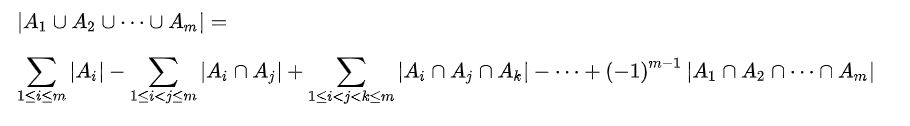 |A₁ ∪ A₂ ∪ ⋯ ∪ Aₘ| =
∑_{1≤i≤m} |Aᵢ| − ∑_{1≤i<j≤m} |Aᵢ ∩ Aⱼ| + ∑_{1≤i<j<k≤m} |Aᵢ ∩ Aⱼ ∩ Aₖ| − ⋯ + (−1)^{m−1} |A₁ ∩ A₂ ∩ ⋯ ∩ Aₘ|